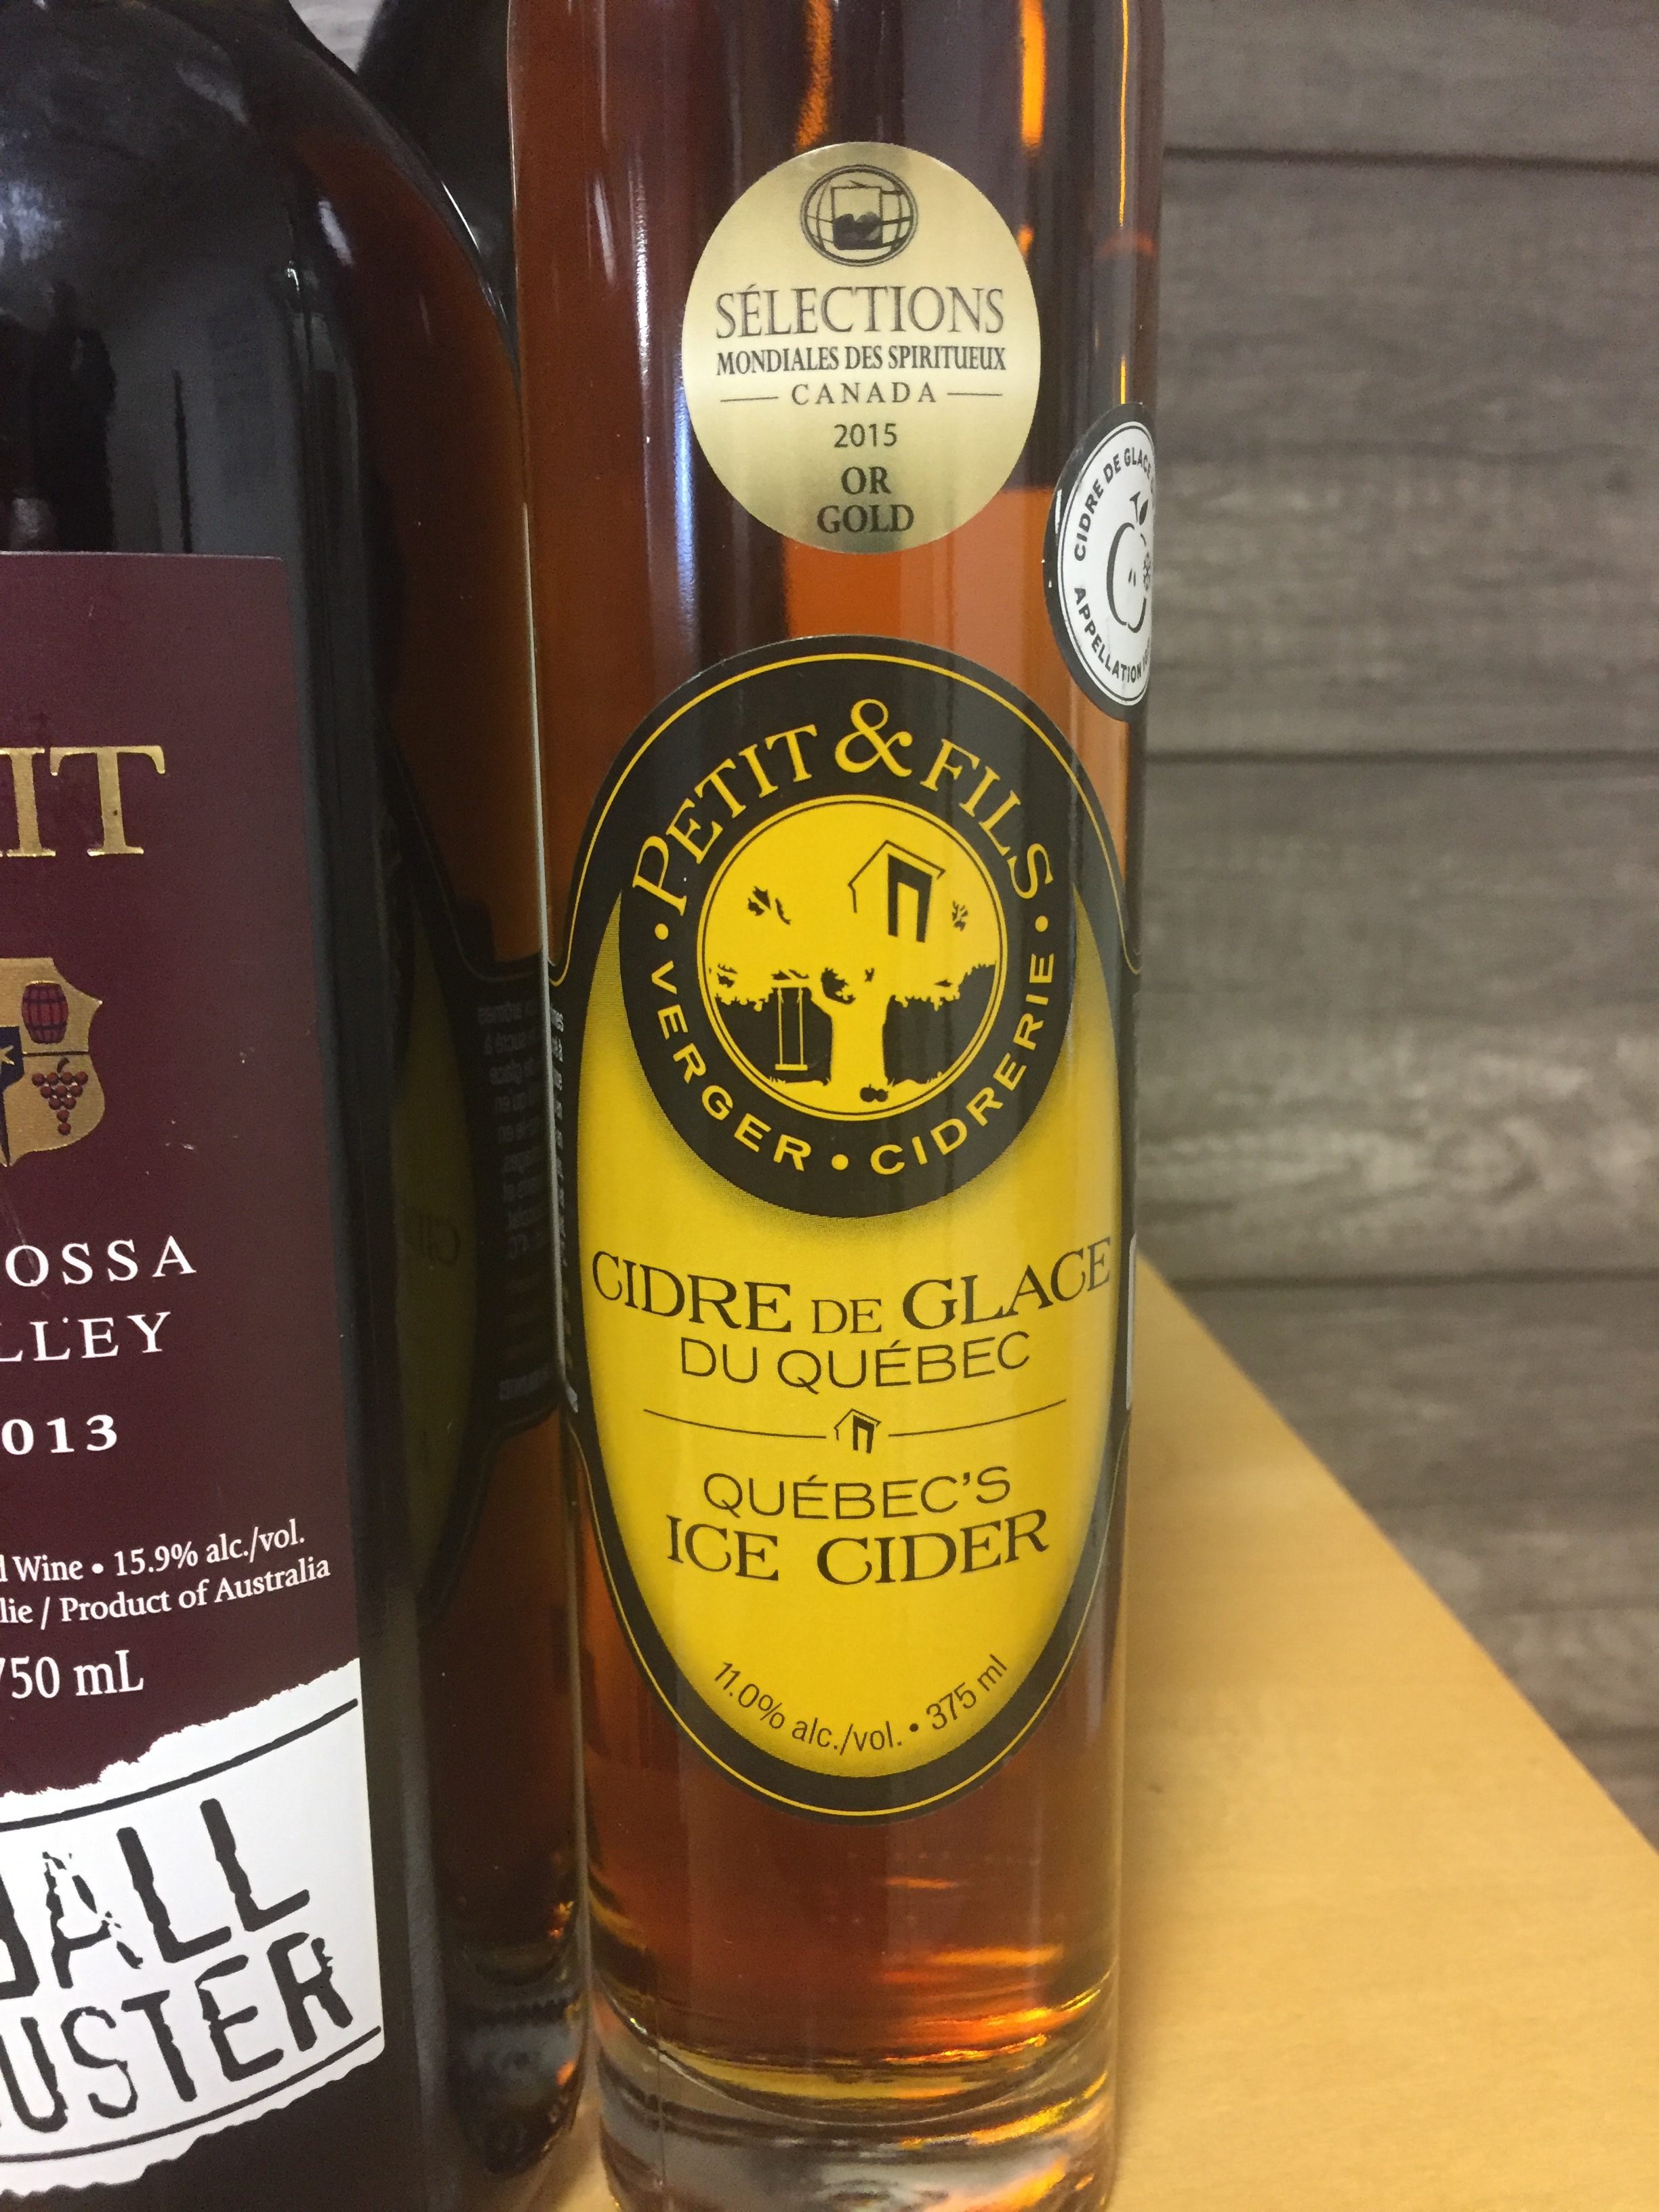 SÉLECTIONS
MONDIALES DES SPIRITUEUX
CANADA
2015
OR
GOLD
CIDRE DE GLACE
APPELLATION
PETIT & FILS
• VERGER • CIDRERIE •
CIDRE DE GLACE
DU QUÉBEC
QUÉBEC'S
ICE CIDER
11.0% alc./vol. • 375 ml
IT
OSSA
LLEY
013
d Wine • 15.9% alc./vol.
lie / Product of Australia
750 mL
BALL
USTER